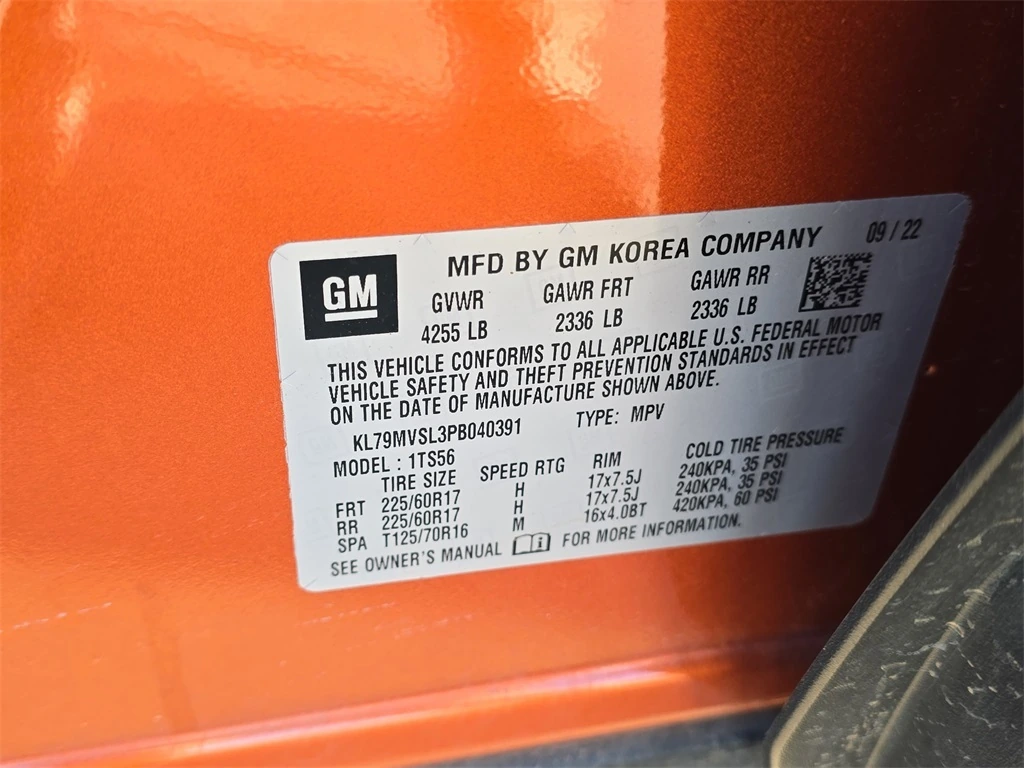 GM
MFD BY GM KOREA COMPANY 09 / 22
GVWR GAWR FRT GAWR RR
4255 LB 2336 LB 2336 LB
THIS VEHICLE CONFORMS TO ALL APPLICABLE U.S. FEDERAL MOTOR
VEHICLE SAFETY AND THEFT PREVENTION STANDARDS IN EFFECT
ON THE DATE OF MANUFACTURE SHOWN ABOVE.
KL79MVSL3PB040391 TYPE: MPV
MODEL : 1TS56
TIRE SIZE SPEED RTG RIM COLD TIRE PRESSURE
FRT 225/60R17 H 17x7.5J 240KPA, 35 PSI
RR 225/60R17 H 17x7.5J 240KPA, 35 PSI
SPA T125/70R16 M 16x4.0BT 420KPA, 60 PSI
SEE OWNER'S MANUAL FOR MORE INFORMATION.